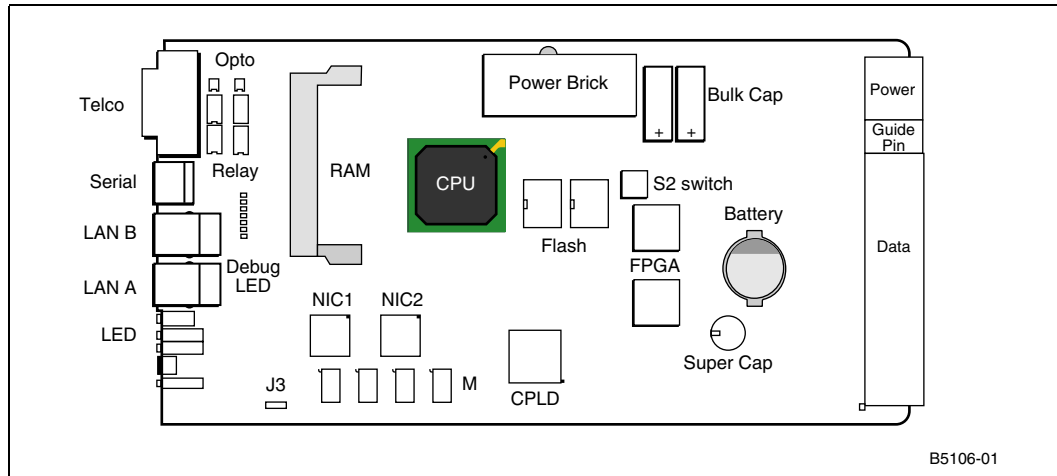 Opto
Telco
Relay
Serial
LAN B
LAN A
Debug
LED
LED
RAM
CPU
Power Brick
Bulk Cap
+ +
Power
Guide
Pin
Data
S2 switch
Flash
FPGA
Battery
Super Cap
NIC1
NIC2
J3
M
CPLD
B5106-01